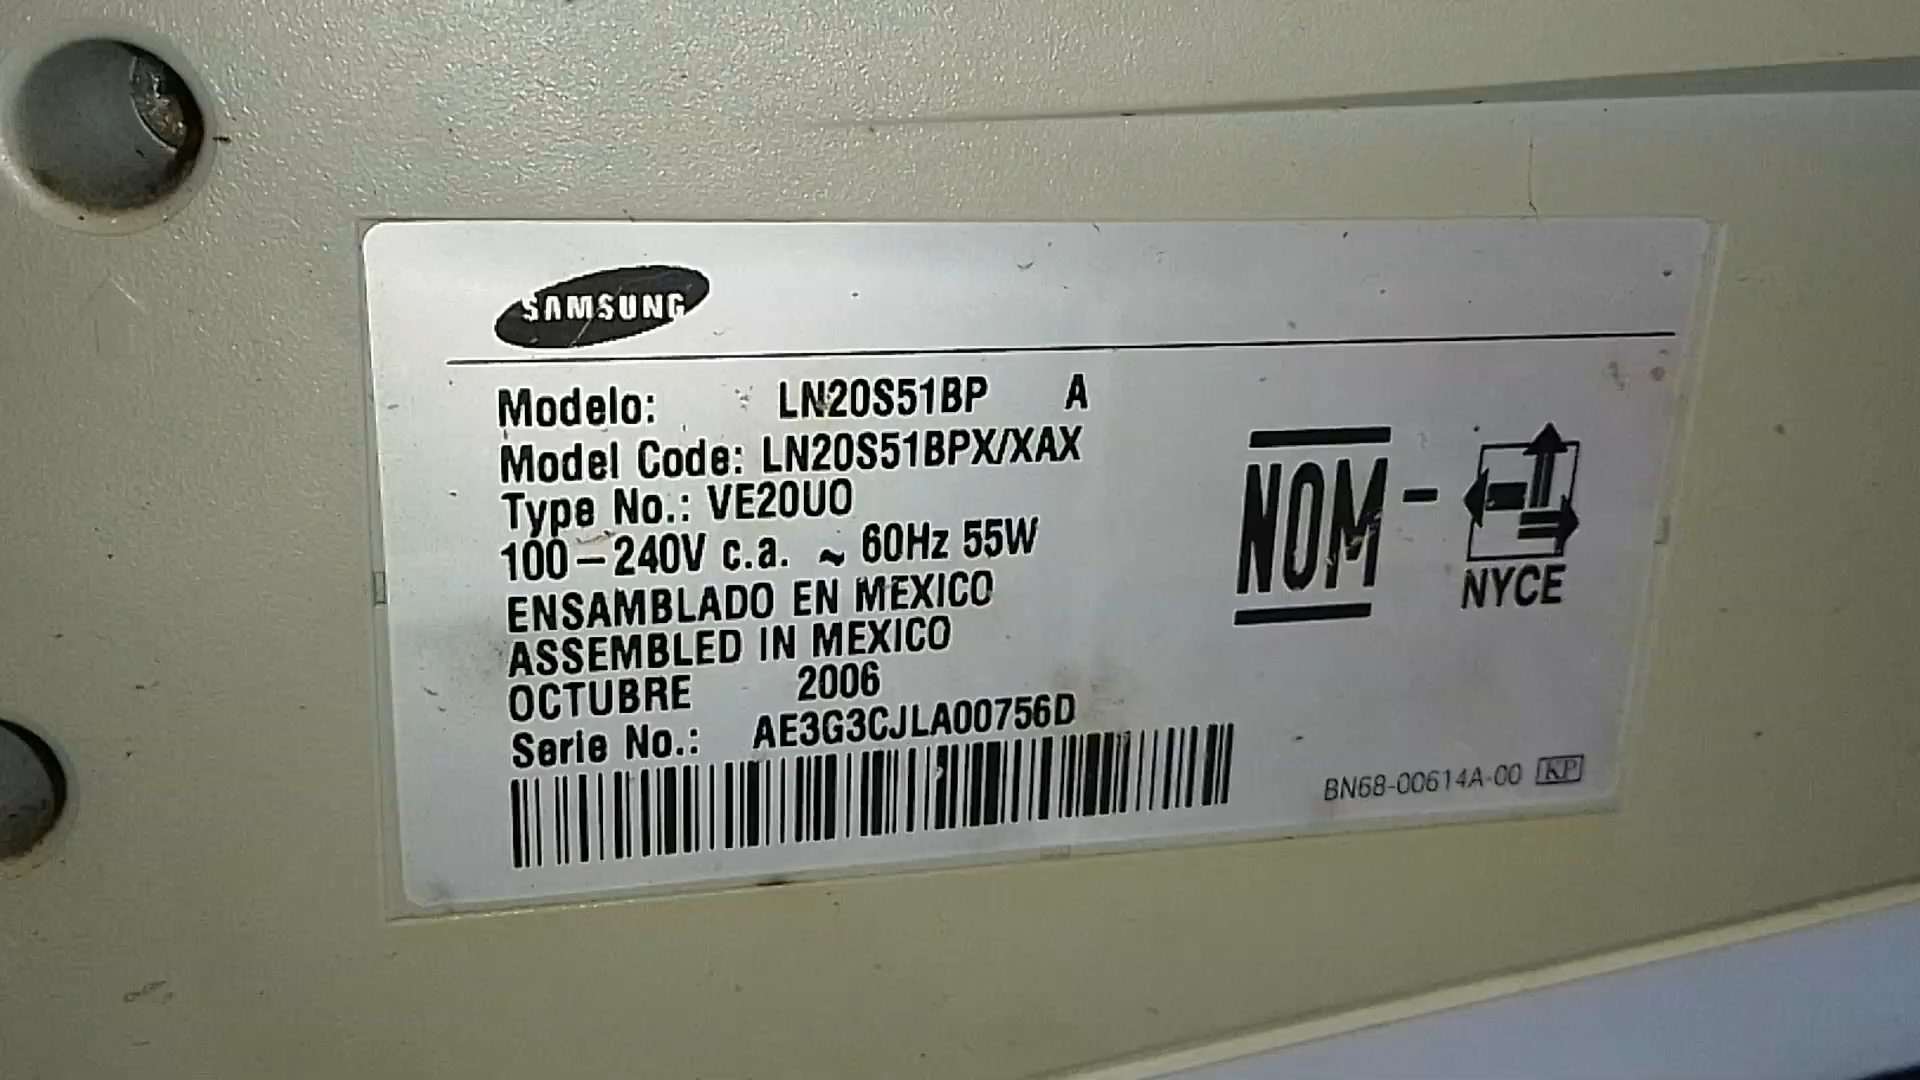 SAMSUNG
Modelo: LN20S51BP A
Model Code: LN20S51BPX/XAX
Type No.: VE20UO
100-240V c.a. ~ 60Hz 55W
ENSAMBLADO EN MEXICO
ASSEMBLED IN MEXICO
OCTUBRE 2006
Serie No.: AE3G3CJLA00756D
NOM - NYCE
BN68-00614A-00 KP